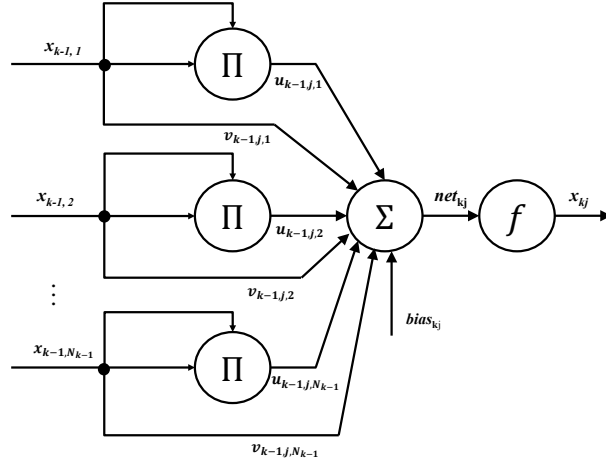 x_{k-1, 1}
∏
u_{k−1,j,1}
v_{k−1,j,1}
x_{k-1, 2}
∏
u_{k−1,j,2}
Σ
net_{kj}
f
x_{kj}
v_{k−1,j,2}
⋮
bias_{kj}
x_{k−1,N_{k−1}}
∏
u_{k−1,j,N_{k−1}}
v_{k−1,j,N_{k−1}}